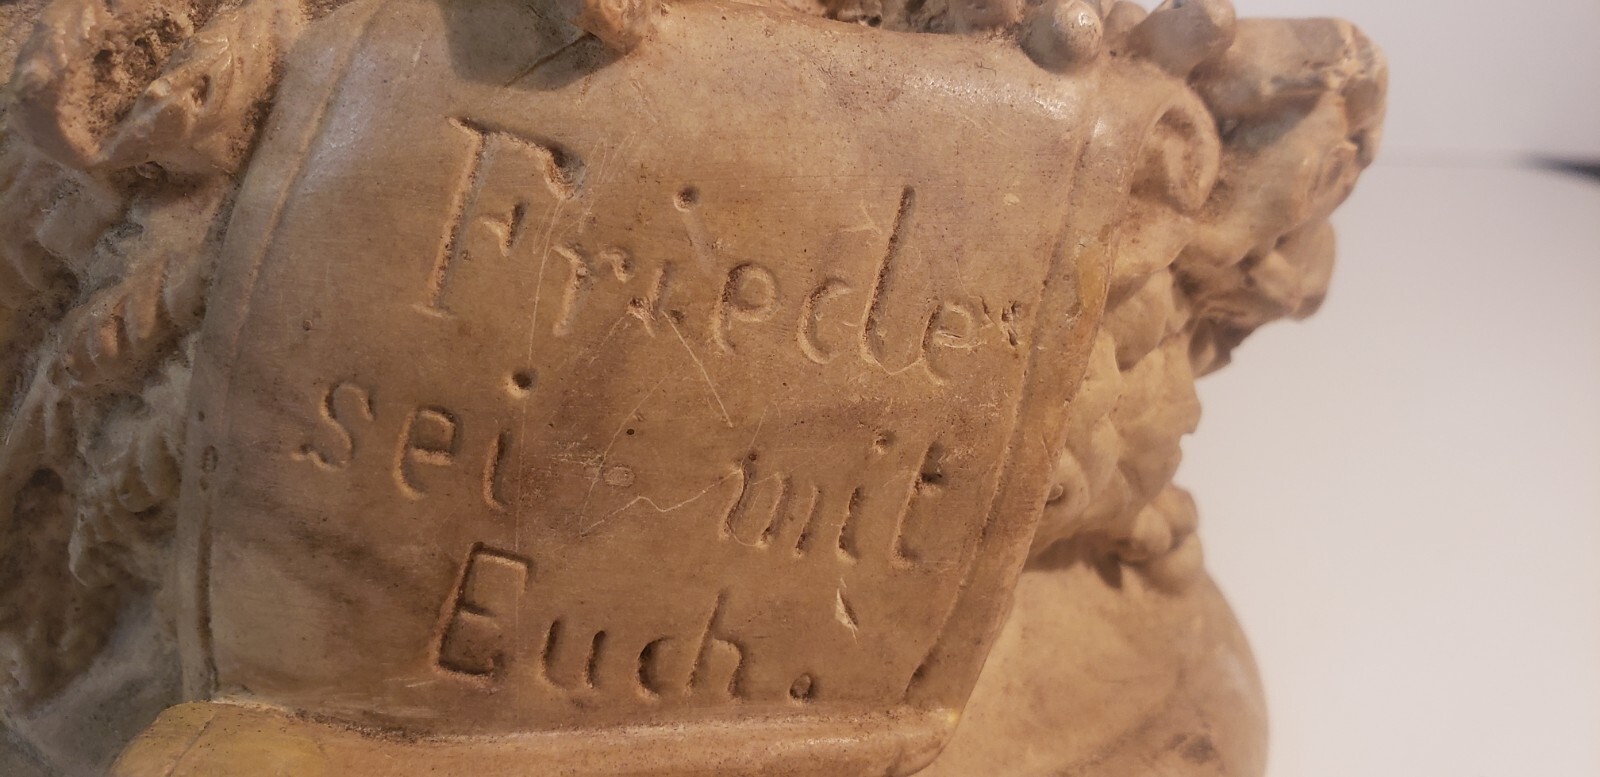 Friede
sei mit
Euch.